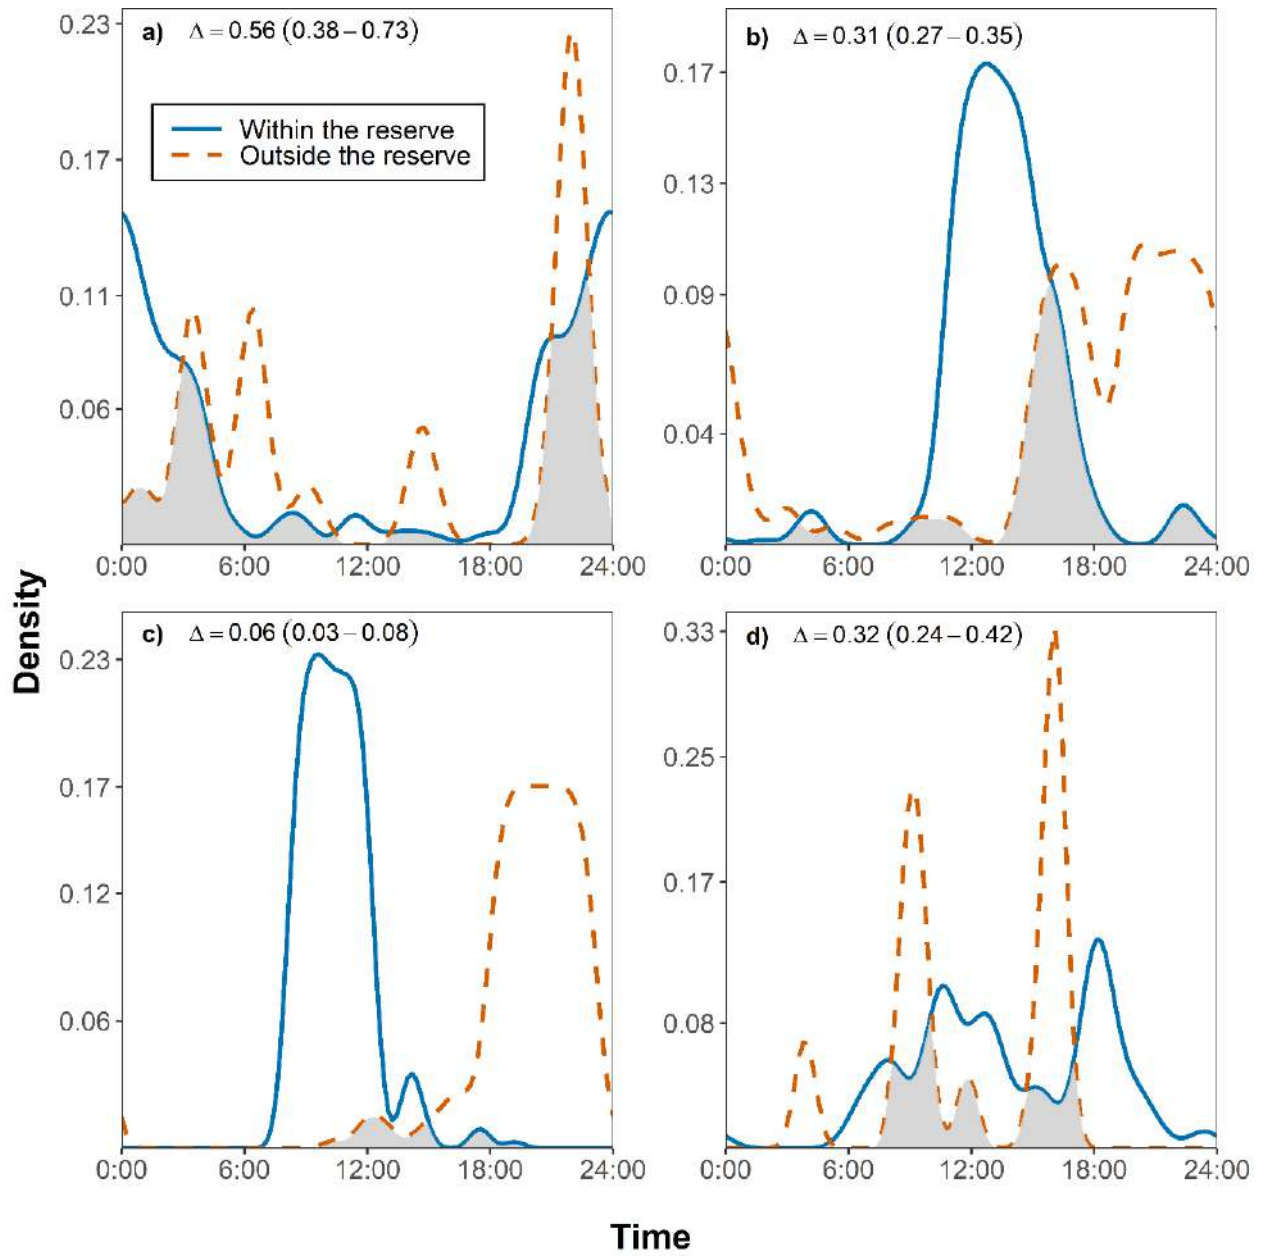 a) Δ = 0.56 (0.38 – 0.73)
Within the reserve
Outside the reserve
0.23
0.17
0.11
0.06
0:00 6:00 12:00 18:00 24:00
b) Δ = 0.31 (0.27 – 0.35)
0.17
0.13
0.09
0.04
0:00 6:00 12:00 18:00 24:00
Density
c) Δ = 0.06 (0.03 – 0.08)
0.23
0.17
0.12
0.06
0:00 6:00 12:00 18:00 24:00
d) Δ = 0.32 (0.24 – 0.42)
0.33
0.25
0.17
0.08
0:00 6:00 12:00 18:00 24:00
Time